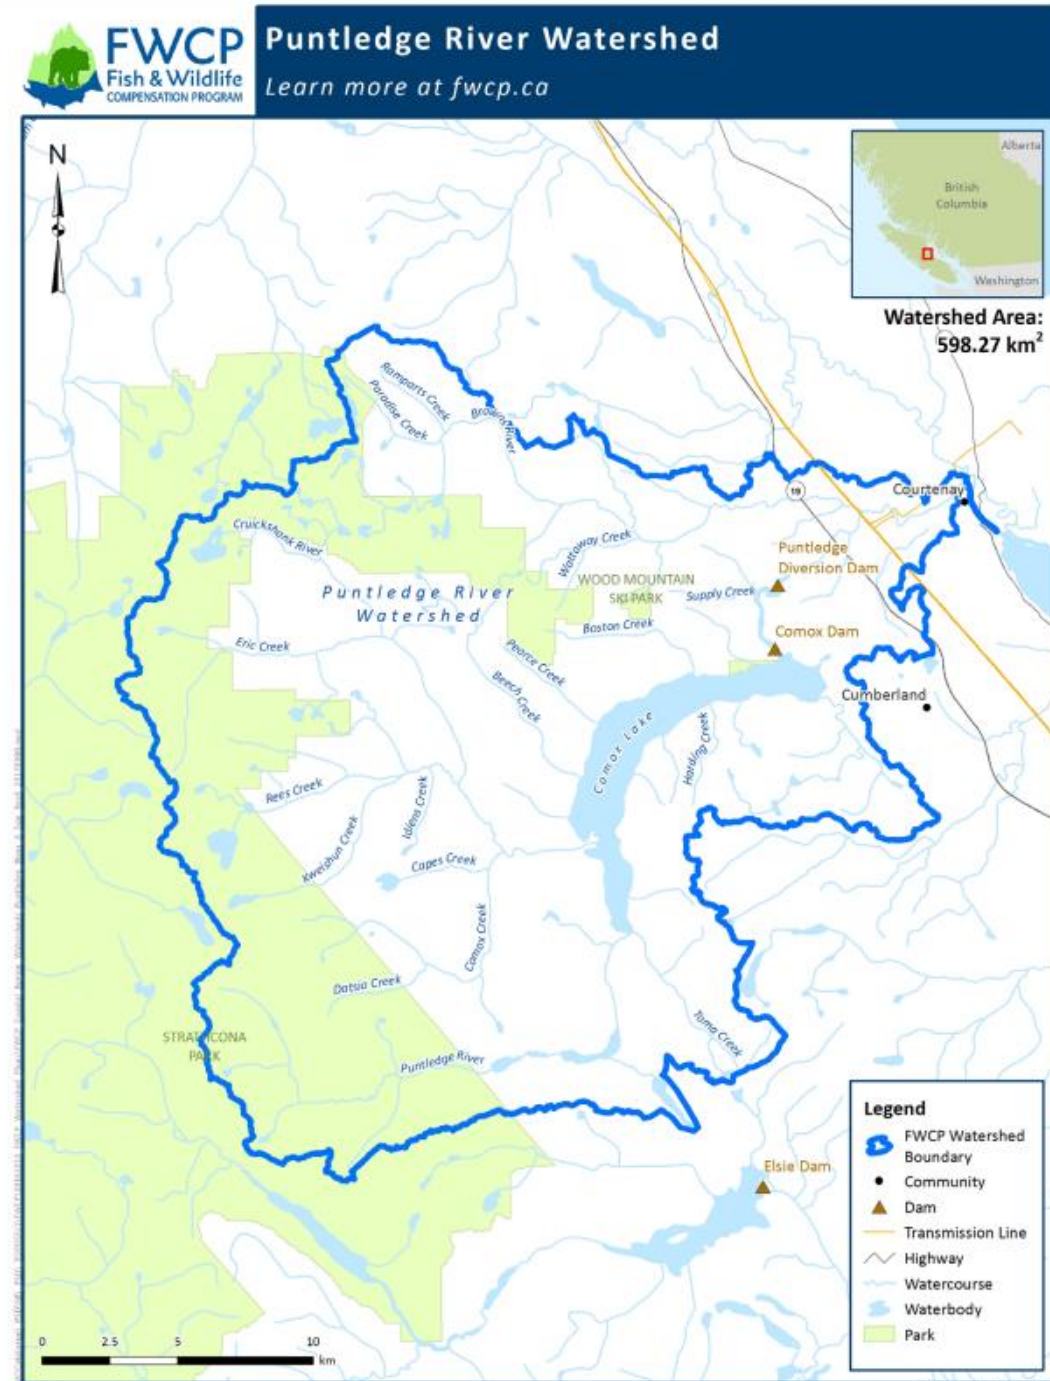 FWCP
Fish & Wildlife
COMPENSATION PROGRAM
Puntledge River Watershed
Learn more at fwcp.ca
N
Alberta
British
Columbia
Washington
Watershed Area:
598.27 km²
Ramparts Creek
Paradise Creek
Browns River
Courtenay
19
Cruickshank River
Wattaway Creek
Puntledge
Diversion Dam
Puntledge River
Watershed
WOOD MOUNTAIN
SKI PARK
Supply Creek
Boston Creek
Comox Dam
Eric Creek
Pearce Creek
Beech Creek
Cumberland
Comox Lake
Harding Creek
Rees Creek
Idiens Creek
Kweishun Creek
Capes Creek
Comox Creek
Datsio Creek
Toma Creek
STRATHCONA
PARK
Puntledge River
Elsie Dam
Legend
FWCP Watershed
Boundary
Community
Dam
Transmission Line
Highway
Watercourse
Waterbody
Park
0
2.5
5
10
km